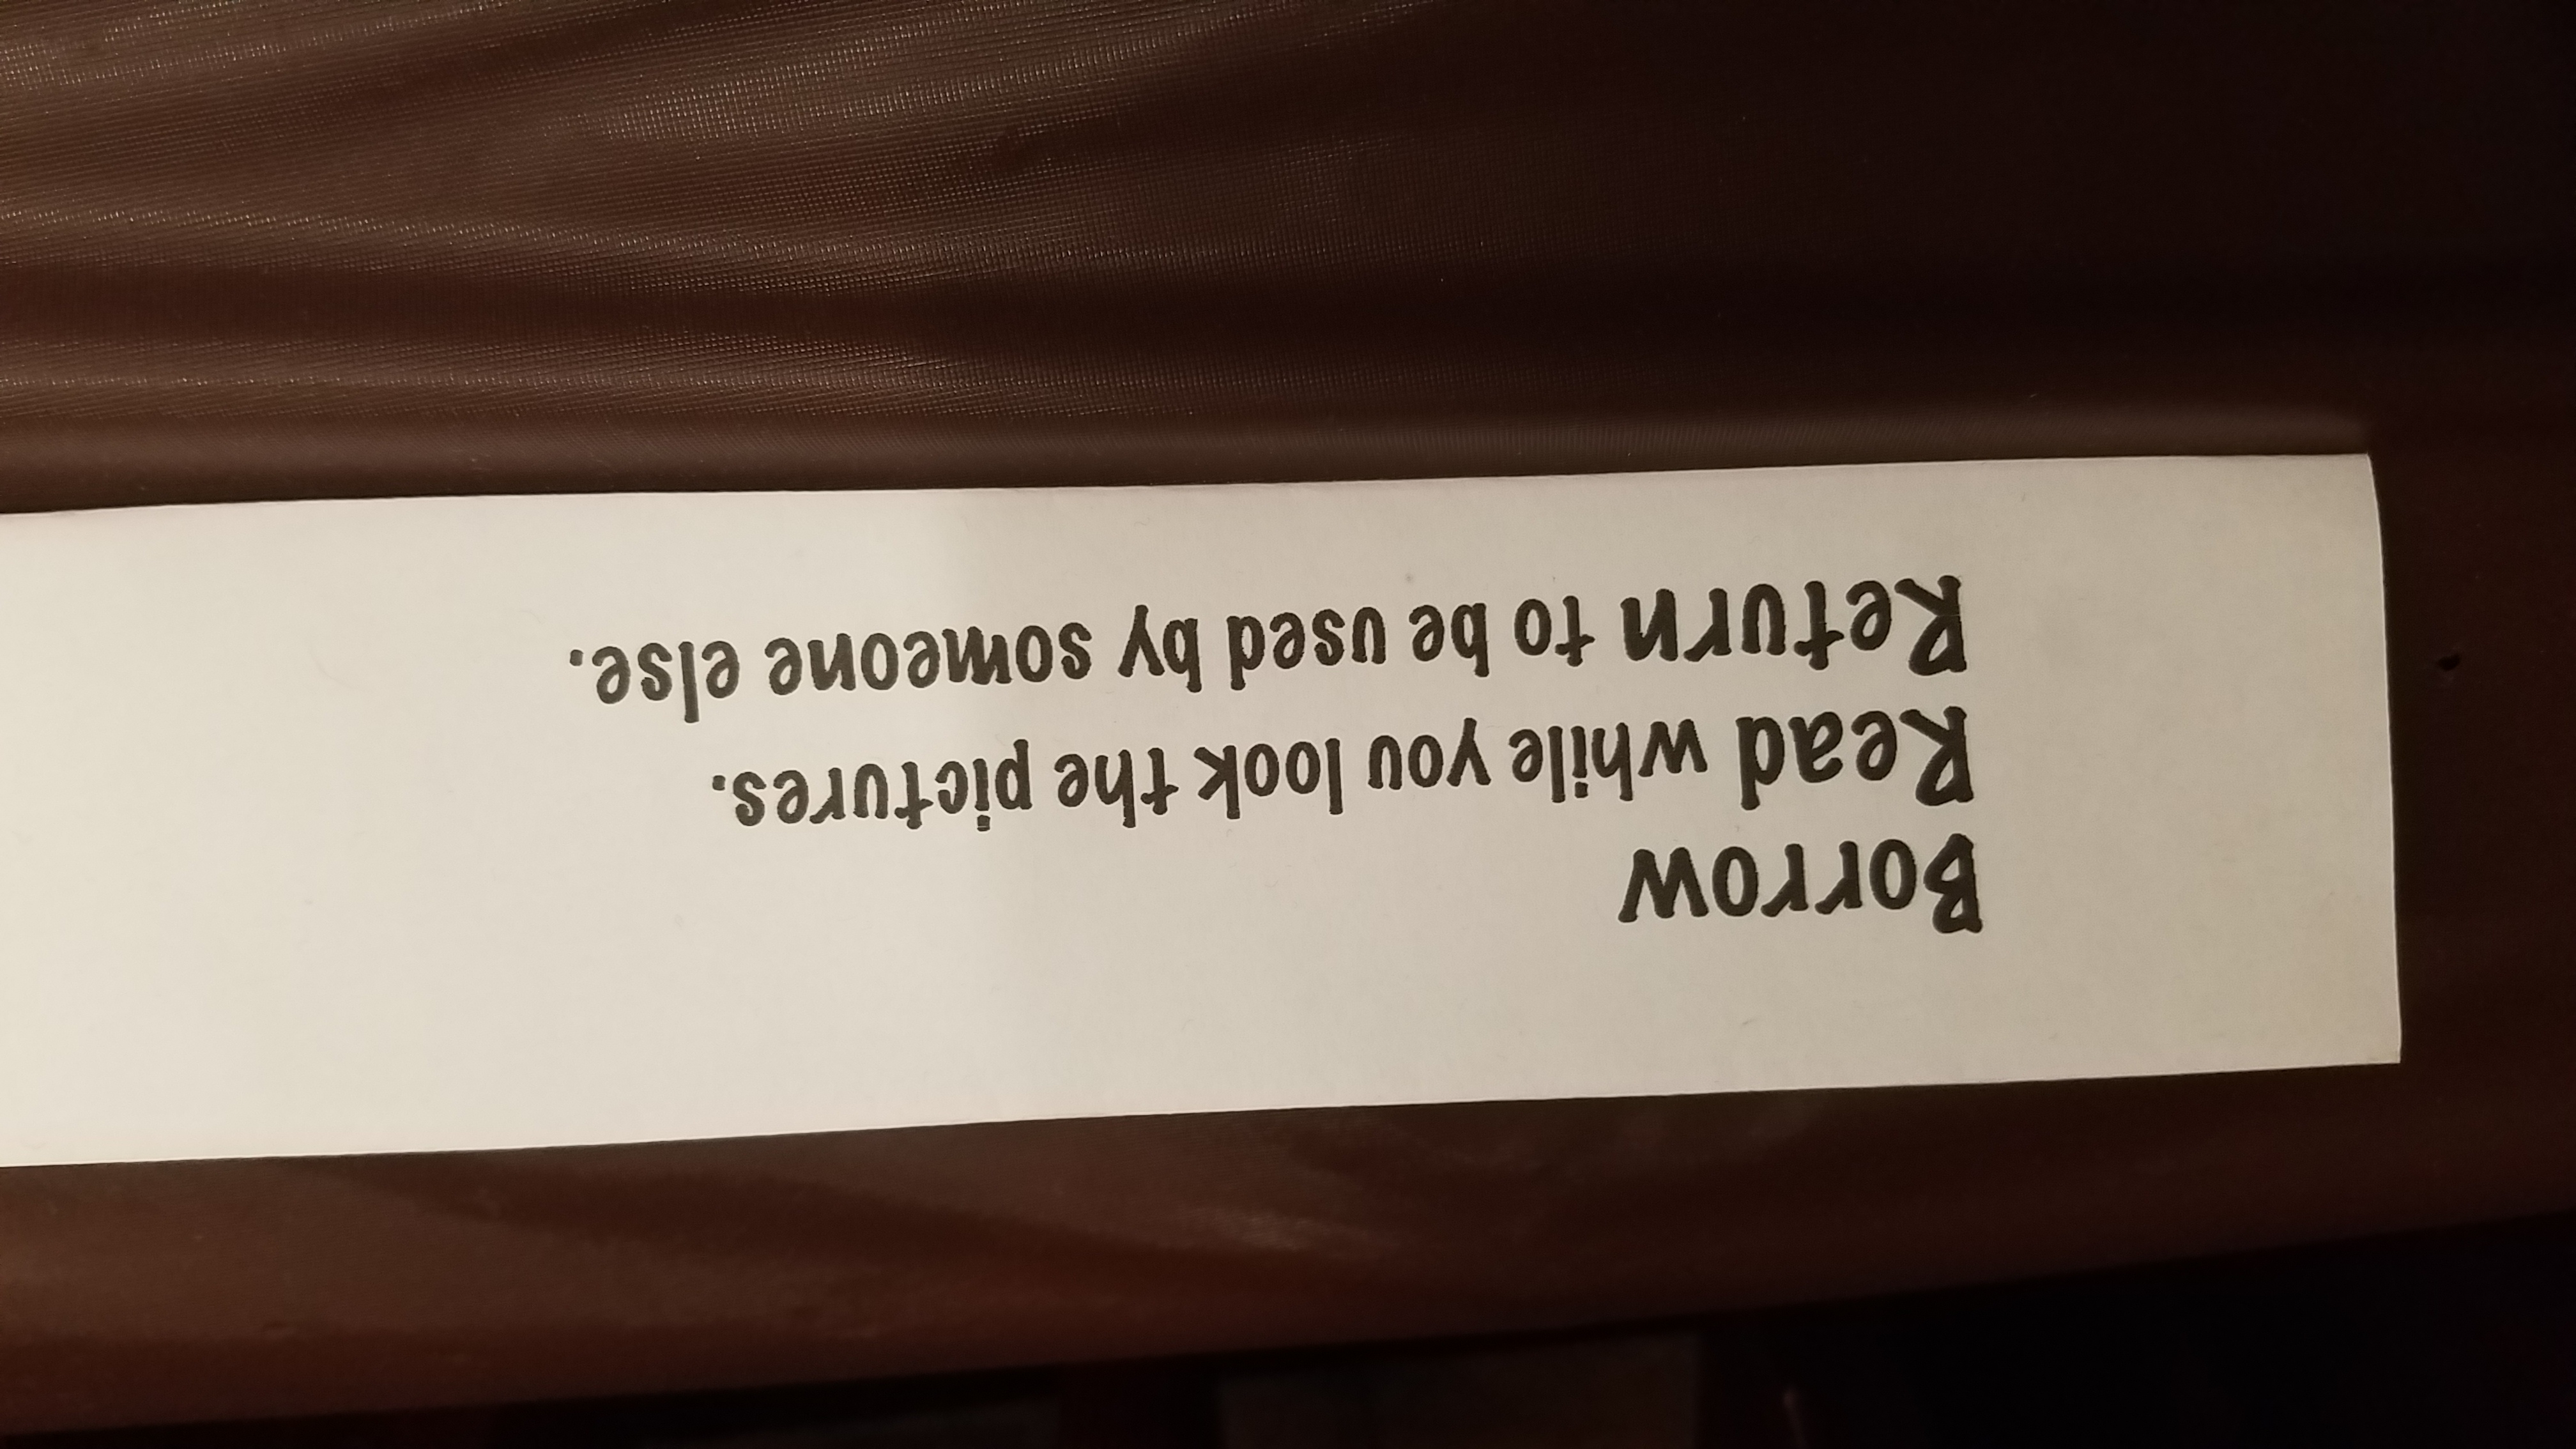 Borrow
Read while you look the pictures.
Return to be used by someone else.